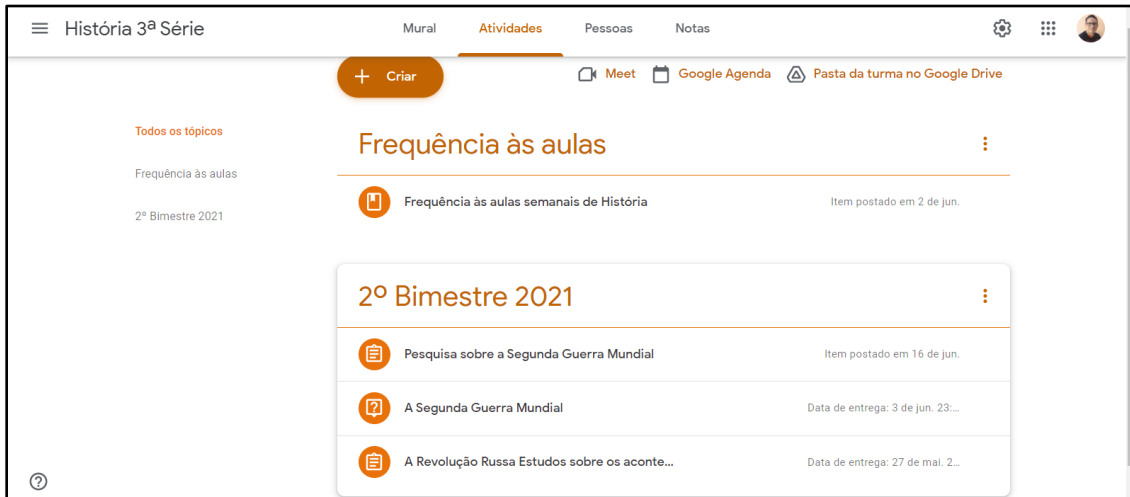 História 3ª Série
Mural Atividades Pessoas Notas
Criar
Meet Google Agenda Pasta da turma no Google Drive
Todos os tópicos
Frequência às aulas
2º Bimestre 2021
Frequência às aulas
Frequência às aulas semanais de História Item postado em 2 de jun.
2º Bimestre 2021
Pesquisa sobre a Segunda Guerra Mundial Item postado em 16 de jun.
A Segunda Guerra Mundial Data de entrega: 3 de jun. 23:...
A Revolução Russa Estudos sobre os aconte... Data de entrega: 27 de mai. 2...